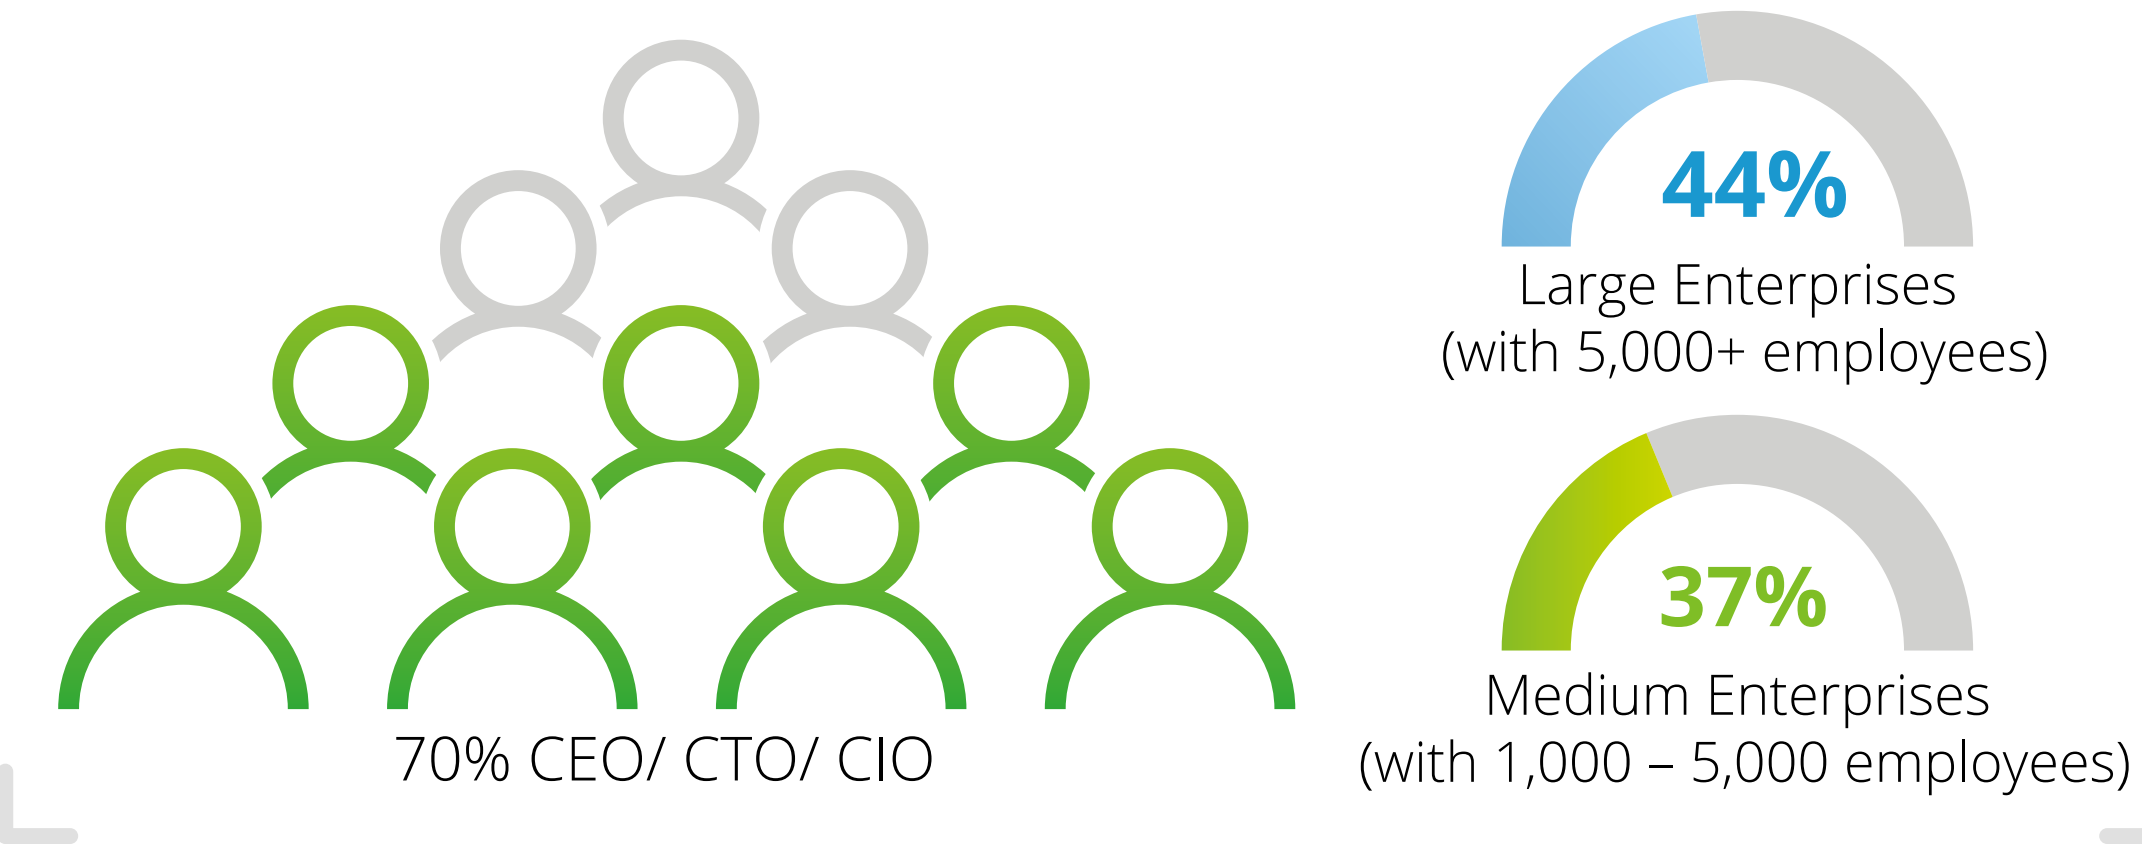 70% CEO/ CTO/ CIO
44%
Large Enterprises
(with 5,000+ employees)
37%
Medium Enterprises
(with 1,000 – 5,000 employees)